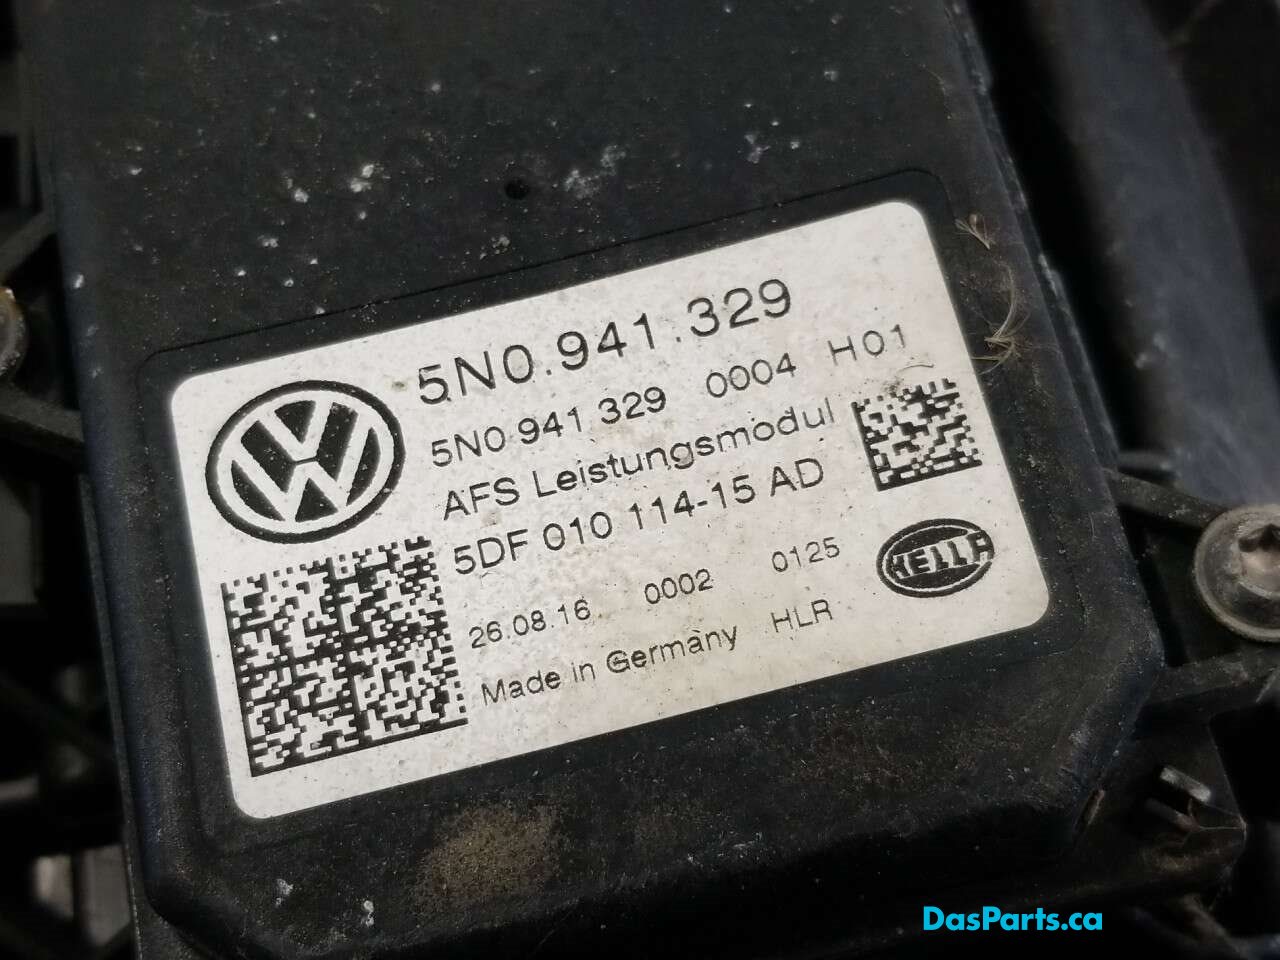 5N0.941.329
5N0 941 329 0004 H01
AFS Leistungsmodul
5DF 010 114-15 AD
26.08.16 0002 0125
Made in Germany HLR
HELLA
DasParts.ca